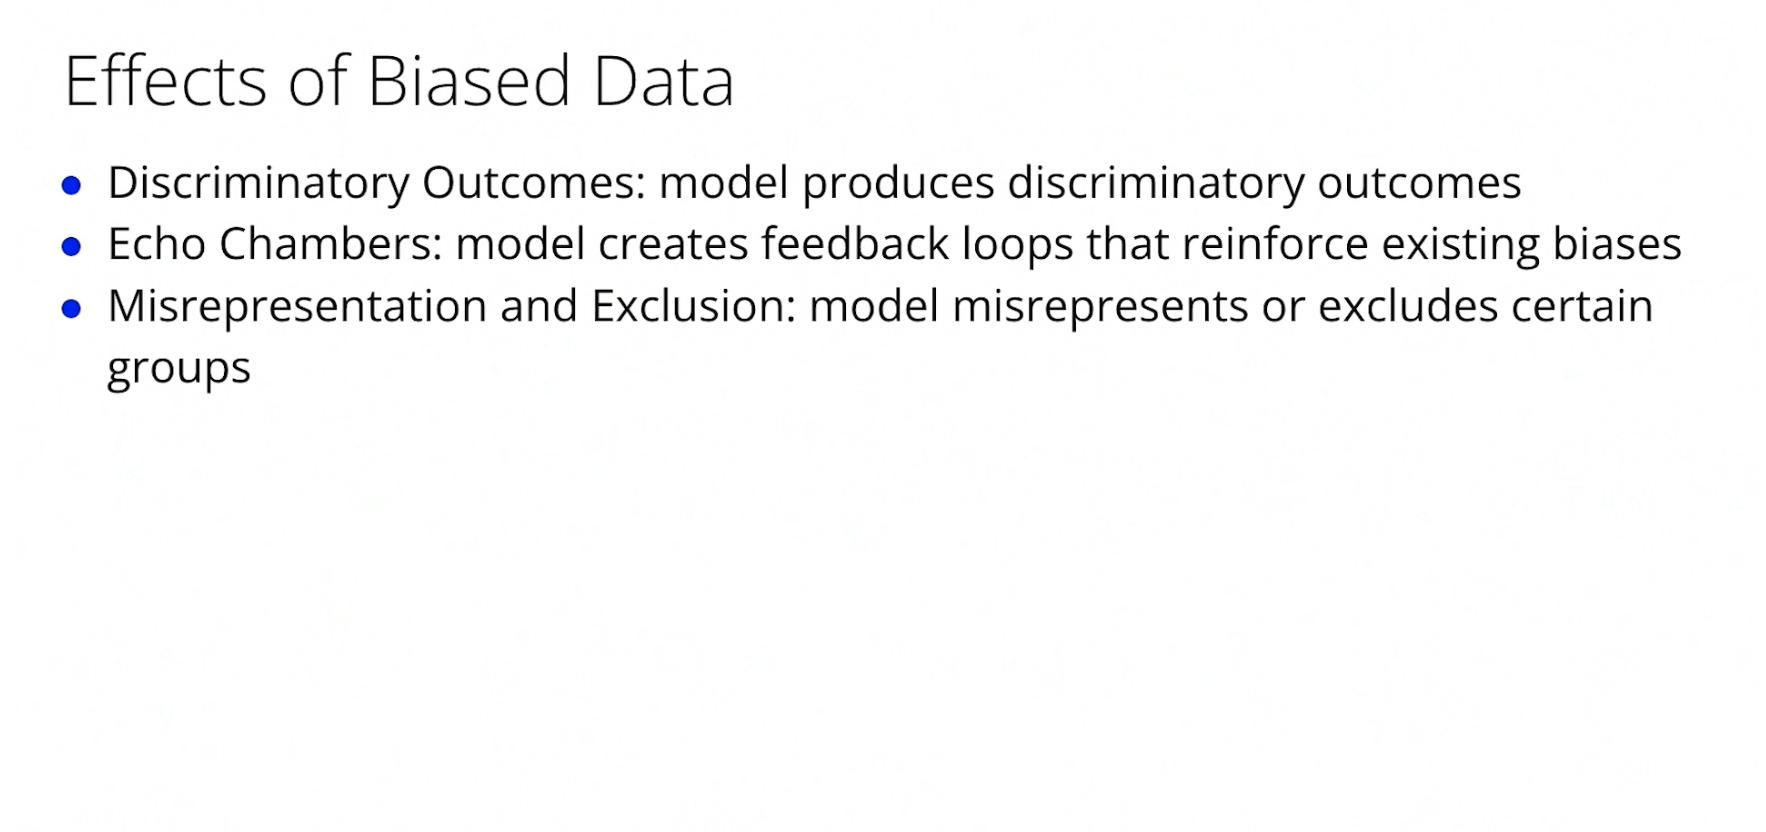 Effects of Biased Data
● Discriminatory Outcomes: model produces discriminatory outcomes
● Echo Chambers: model creates feedback loops that reinforce existing biases
● Misrepresentation and Exclusion: model misrepresents or excludes certain
groups